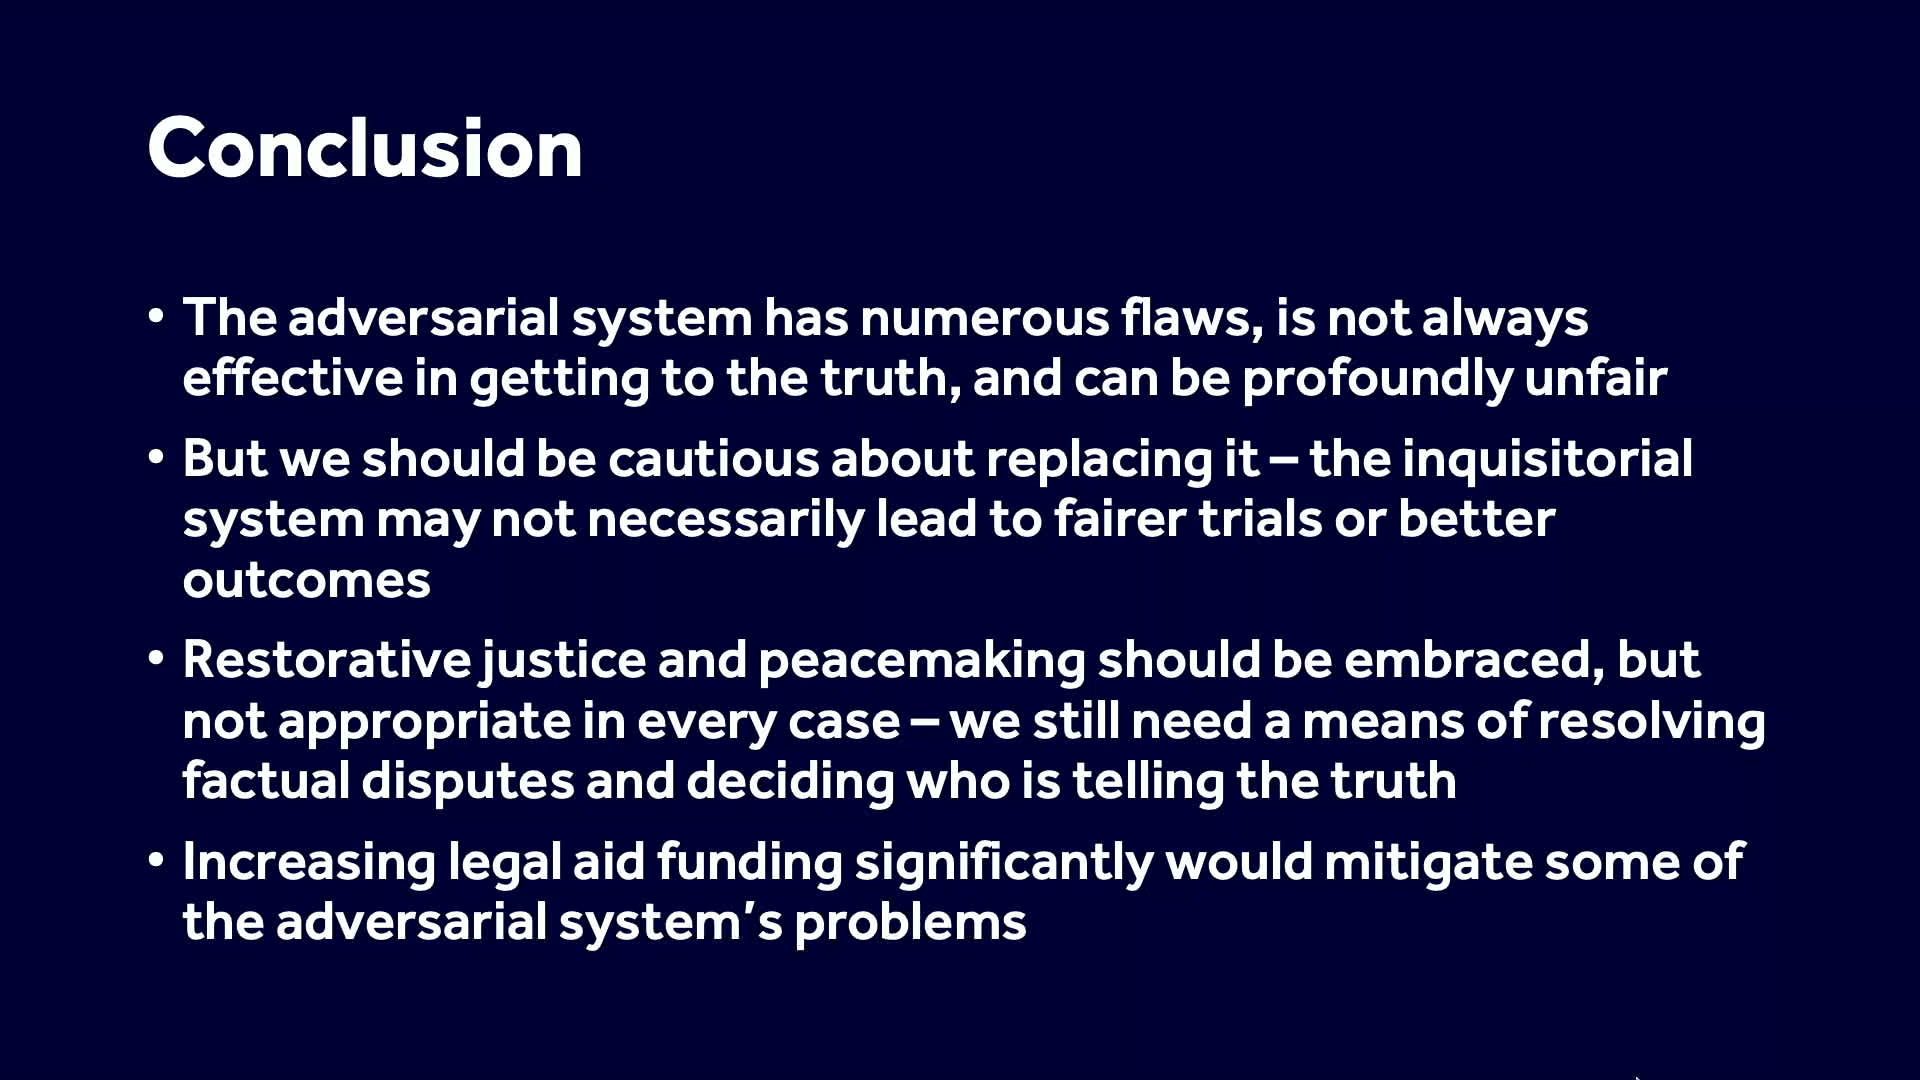 Conclusion
• The adversarial system has numerous flaws, is not always
effective in getting to the truth, and can be profoundly unfair
• But we should be cautious about replacing it – the inquisitorial
system may not necessarily lead to fairer trials or better
outcomes
• Restorative justice and peacemaking should be embraced, but
not appropriate in every case – we still need a means of resolving
factual disputes and deciding who is telling the truth
• Increasing legal aid funding significantly would mitigate some of
the adversarial system’s problems